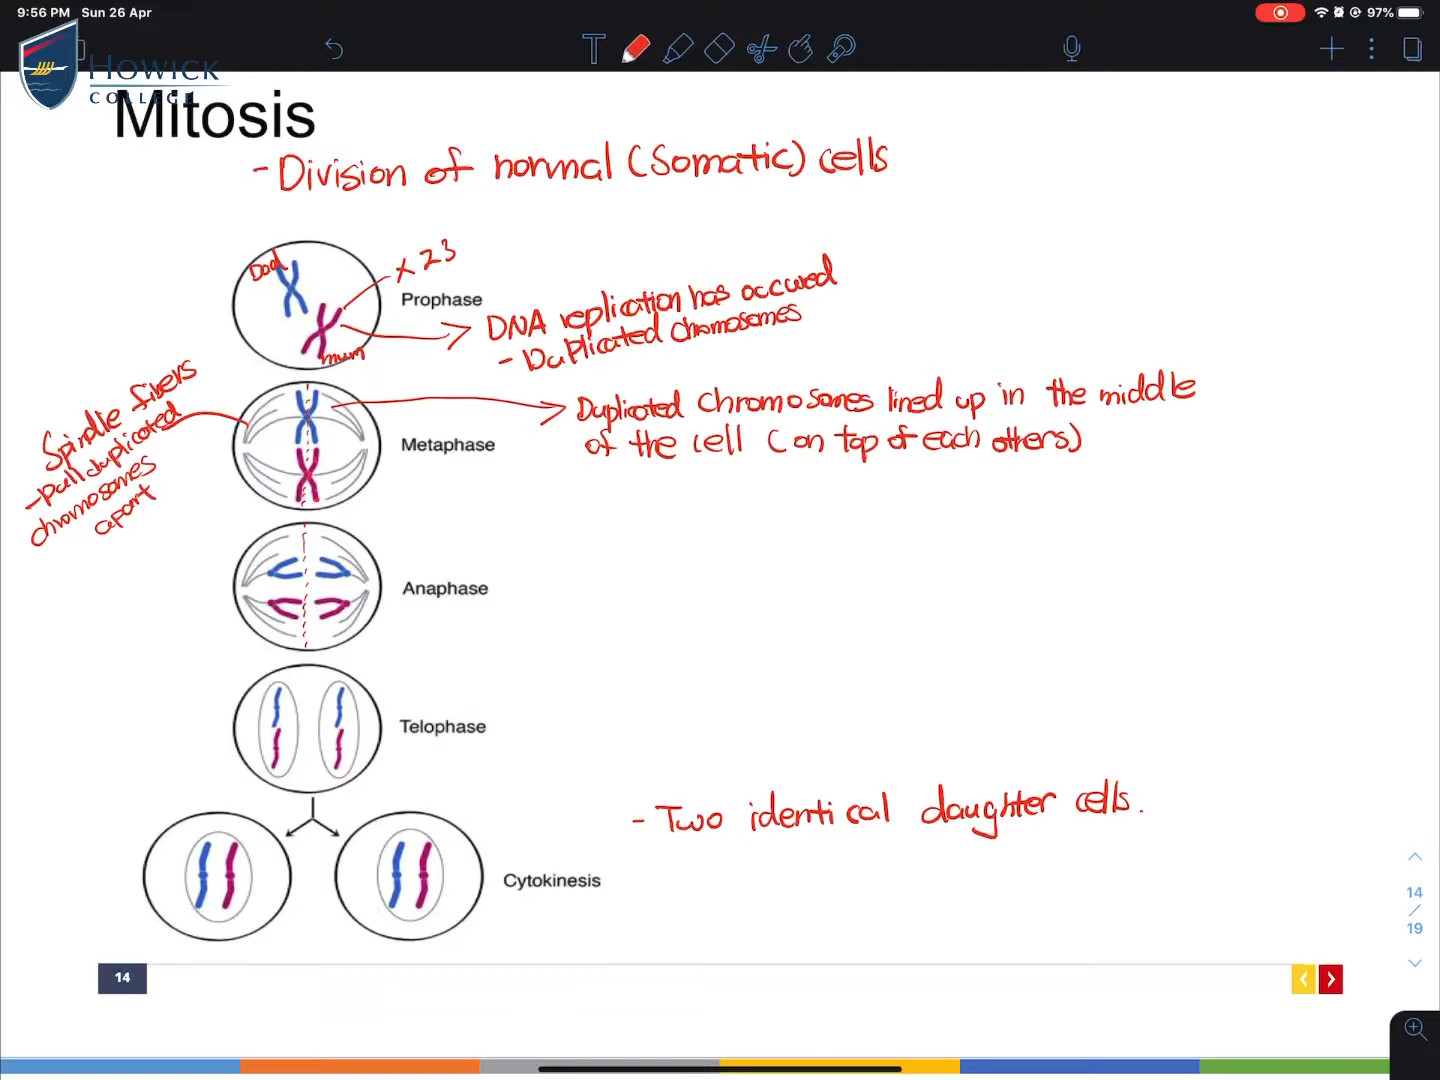 9:56 PM Sun 26 Apr
97%
HOWICK
COLLEGE
Mitosis
- Division of normal (Somatic) cells
Dad
x 23
Prophase
mum
DNA replication has occured
- Duplicated chromosomes
Spindle fibers
- pull duplicated
chromosomes
apart
Metaphase
Duplicated chromosomes lined up in the middle
of the cell (on top of each others)
Anaphase
Telophase
- Two identical daughter cells.
Cytokinesis
14
/
19
14